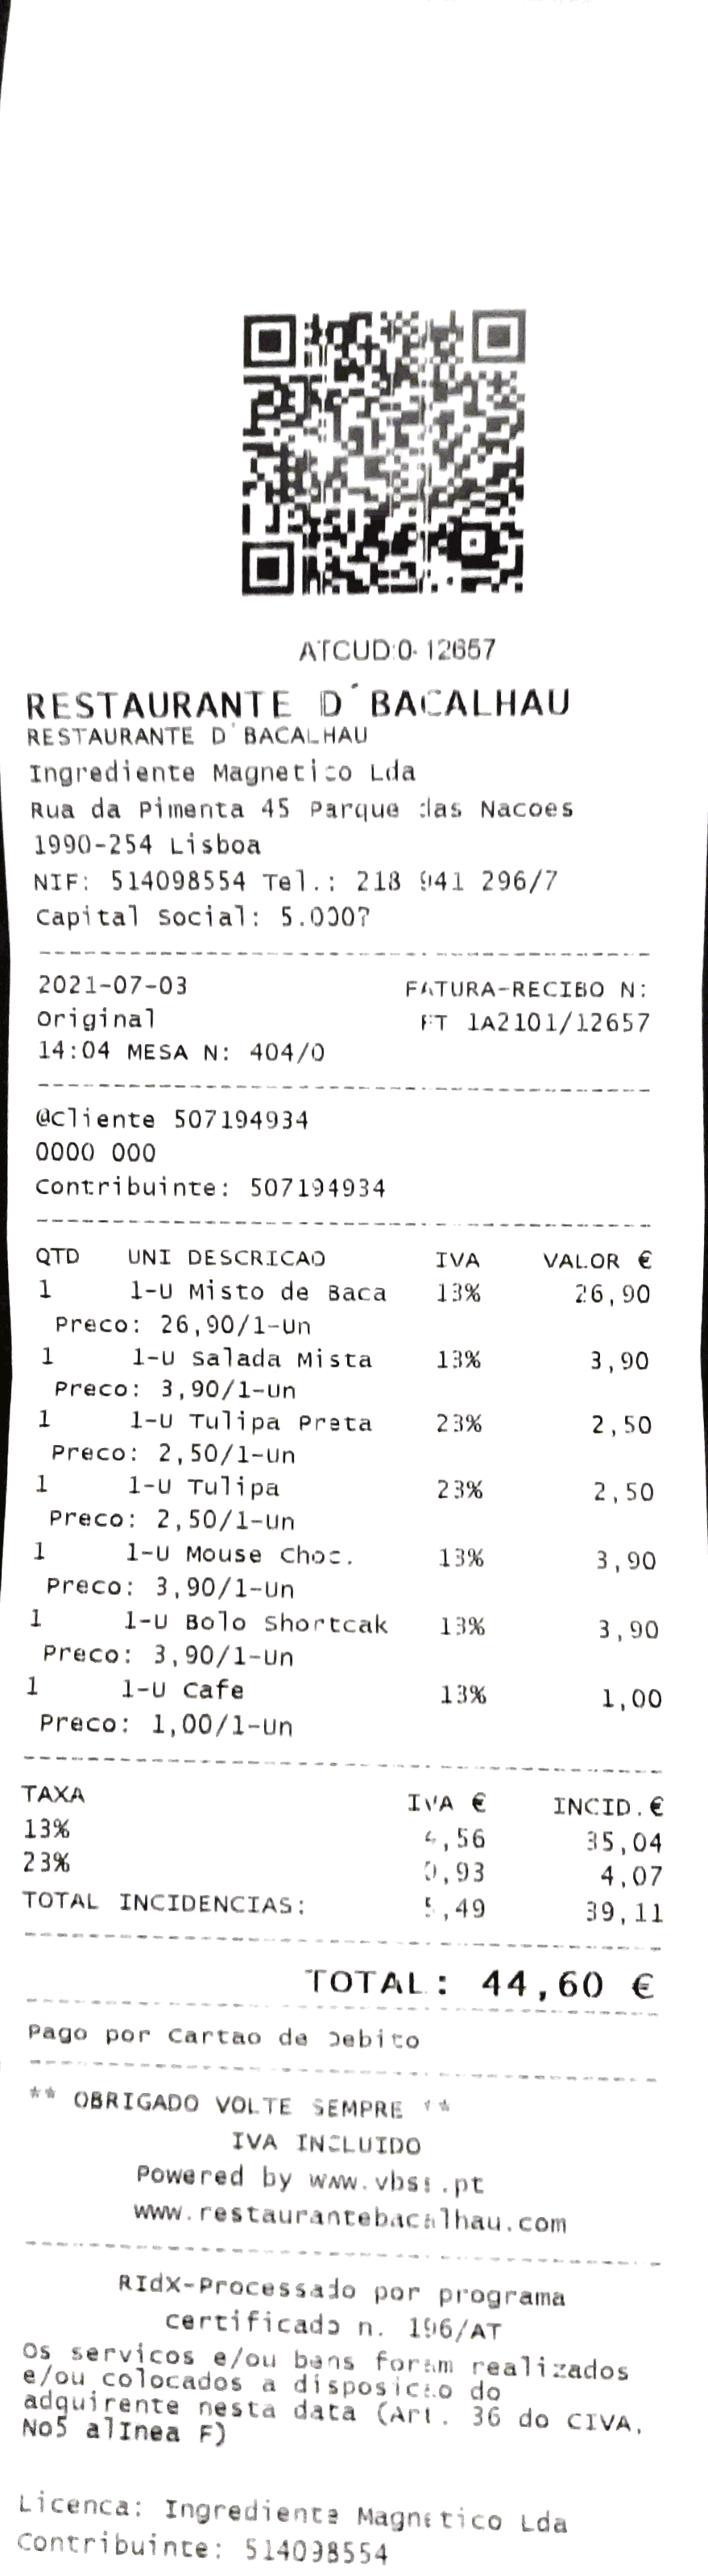 ATCUD:0-12657
RESTAURANTE D´BACALHAU
RESTAURANTE D´BACALHAU
Ingrediente Magnetico Lda
Rua da Pimenta 45 Parque das Nacoes
1990-254 Lisboa
NIF: 514098554 Tel.: 218 941 296/7
Capital Social: 5.000?
2021-07-03 FATURA-RECIBO N:
Original FT 1A2101/12657
14:04 MESA N: 404/0
@Cliente 507194934
0000 000
Contribuinte: 507194934
QTD UNI DESCRICAO IVA VALOR €
1 1-U Misto de Baca 13% 26,90
Preco: 26,90/1-Un
1 1-U Salada Mista 13% 3,90
Preco: 3,90/1-Un
1 1-U Tulipa Preta 23% 2,50
Preco: 2,50/1-Un
1 1-U Tulipa 23% 2,50
Preco: 2,50/1-Un
1 1-U Mouse Choc. 13% 3,90
Preco: 3,90/1-Un
1 1-U Bolo Shortcak 13% 3,90
Preco: 3,90/1-Un
1 1-U Cafe 13% 1,00
Preco: 1,00/1-Un
TAXA IVA € INCID.€
13% 4,56 35,04
23% 0,93 4,07
TOTAL INCIDENCIAS: 5,49 39,11
TOTAL: 44,60 €
Pago por Cartao de Debito
** OBRIGADO VOLTE SEMPRE **
IVA INCLUIDO
Powered by www.vbss.pt
www.restaurantebacalhau.com
RIdX-Processado por programa
certificado n. 196/AT
Os servicos e/ou bens foram realizados
e/ou colocados a disposicao do
adquirente nesta data (Art. 36 do CIVA,
No5 alInea F)
Licenca: Ingrediente Magnetico Lda
Contribuinte: 514098554